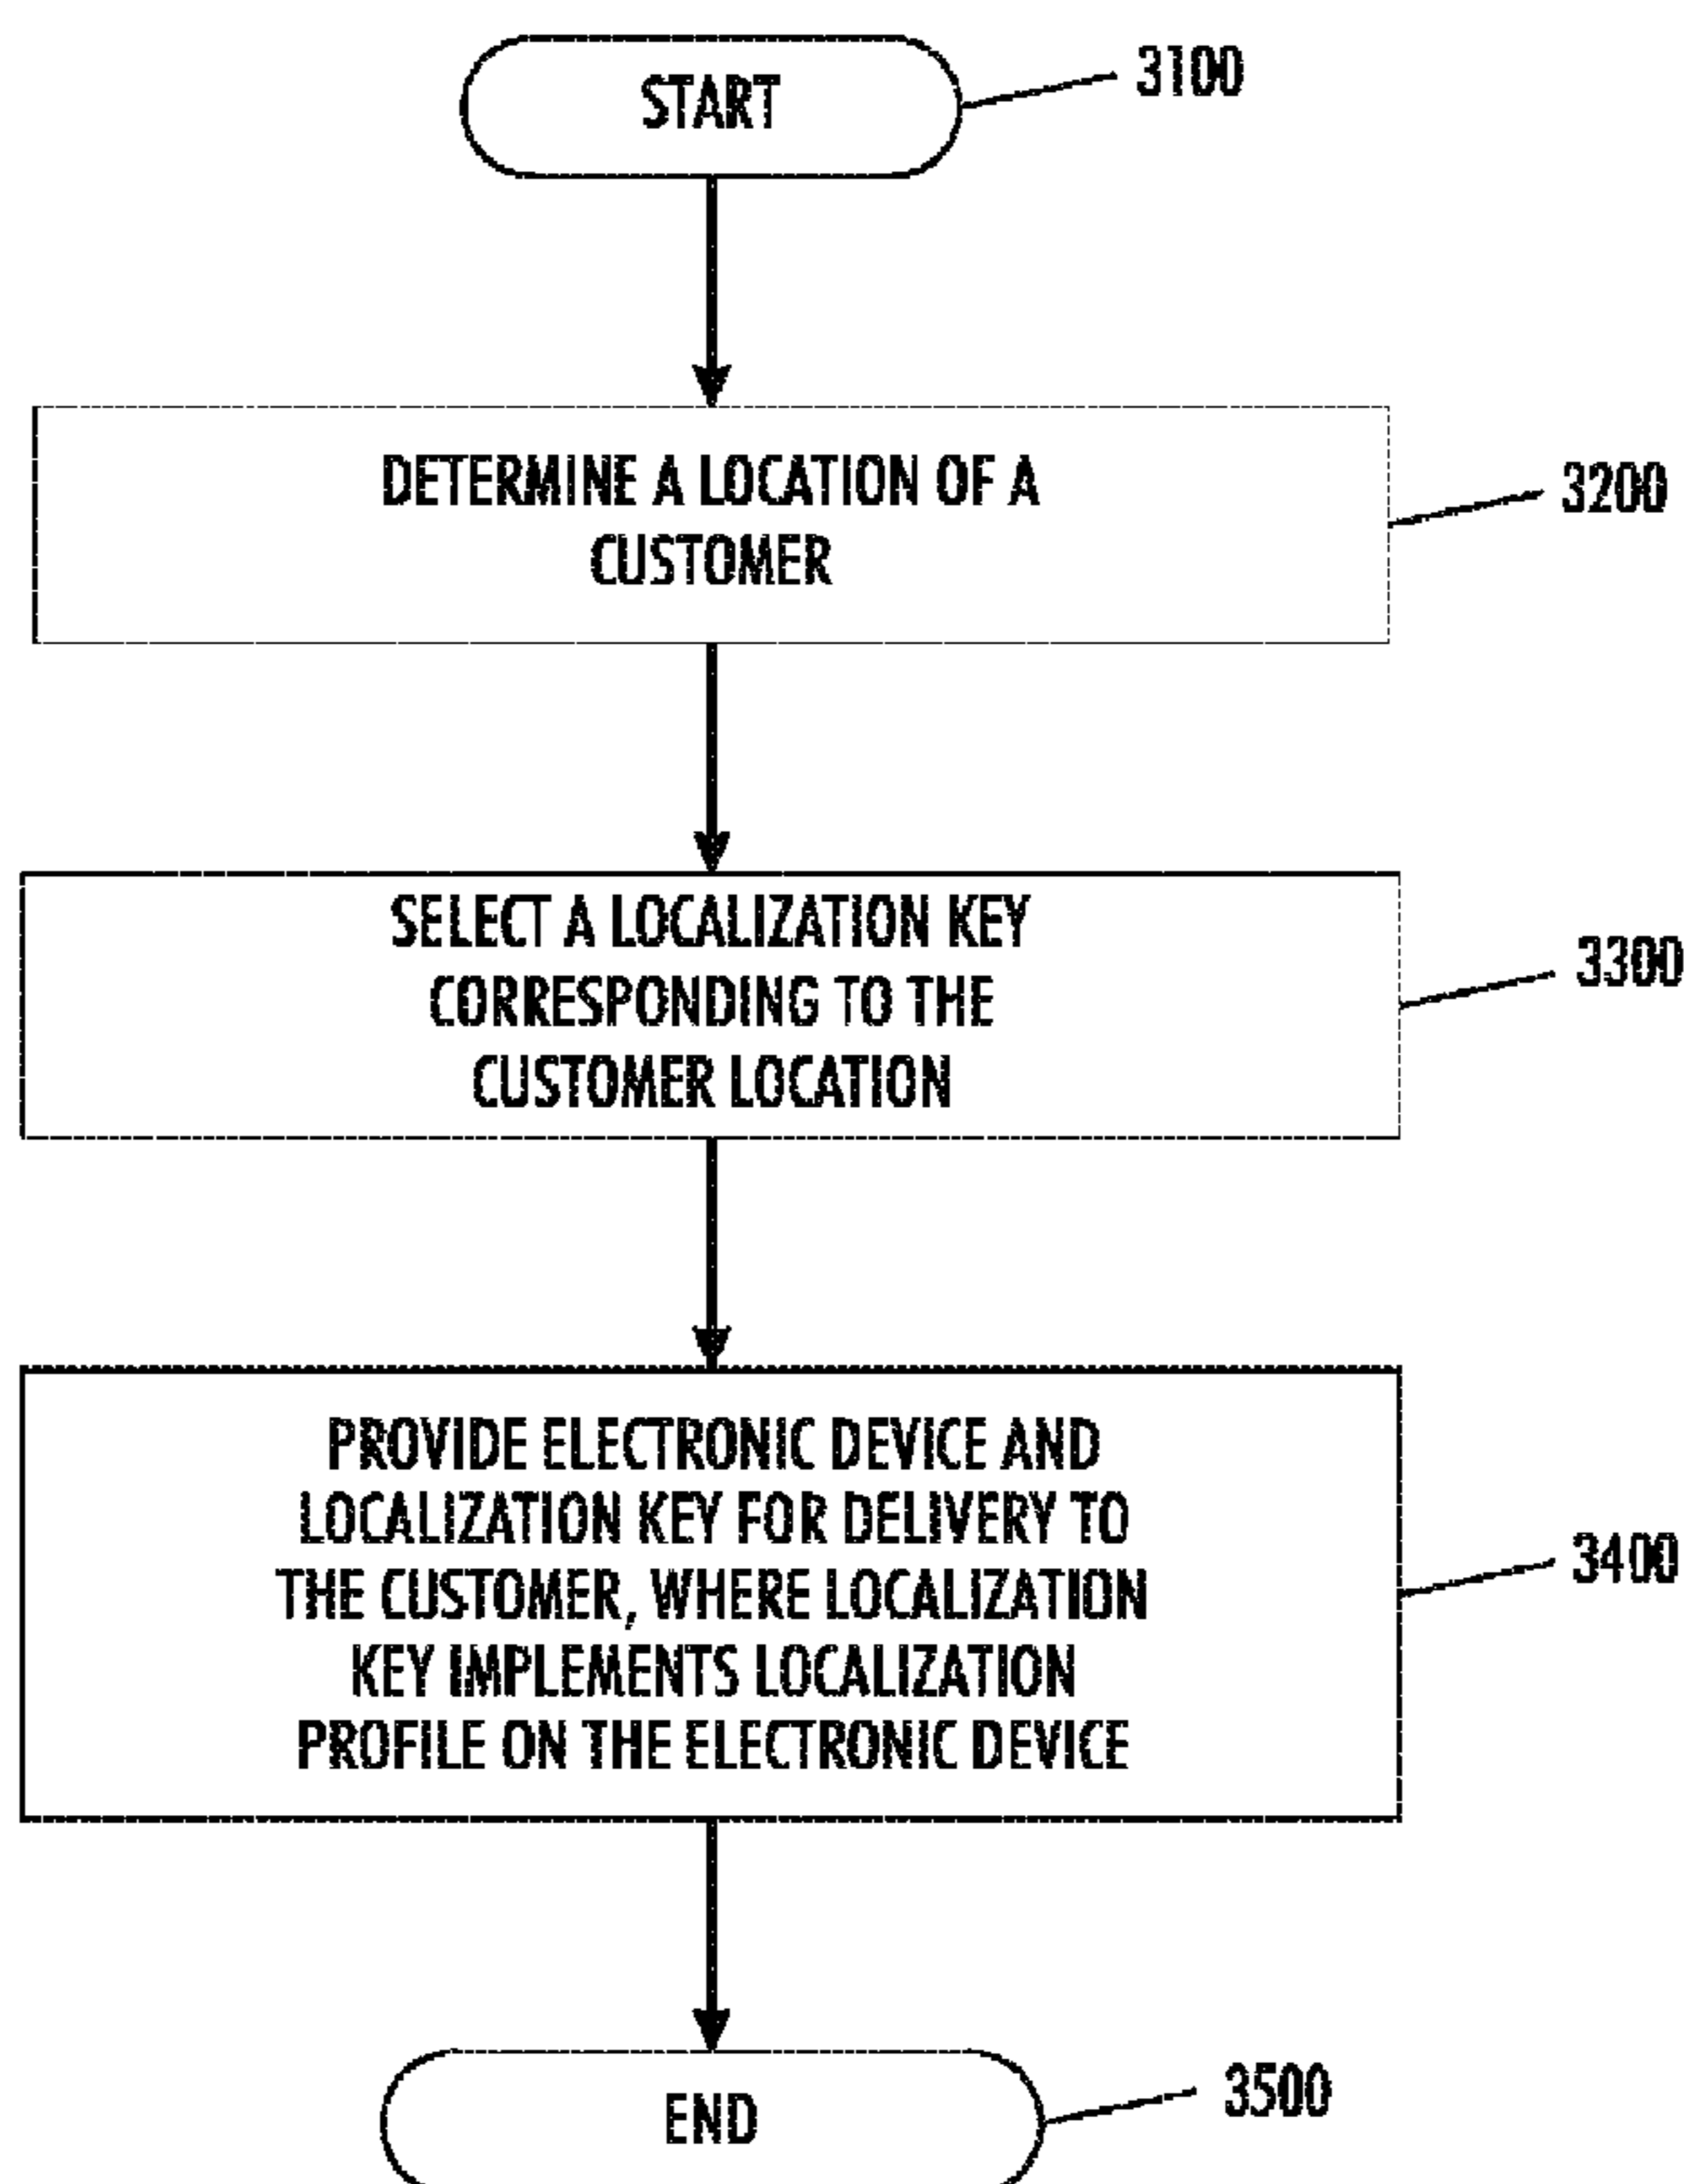 START
3100
DETERMINE A LOCATION OF A
CUSTOMER
3200
SELECT A LOCALIZATION KEY
CORRESPONDING TO THE
CUSTOMER LOCATION
3300
PROVIDE ELECTRONIC DEVICE AND
LOCALIZATION KEY FOR DELIVERY TO
THE CUSTOMER, WHERE LOCALIZATION
KEY IMPLEMENTS LOCALIZATION
PROFILE ON THE ELECTRONIC DEVICE
3400
END
3500